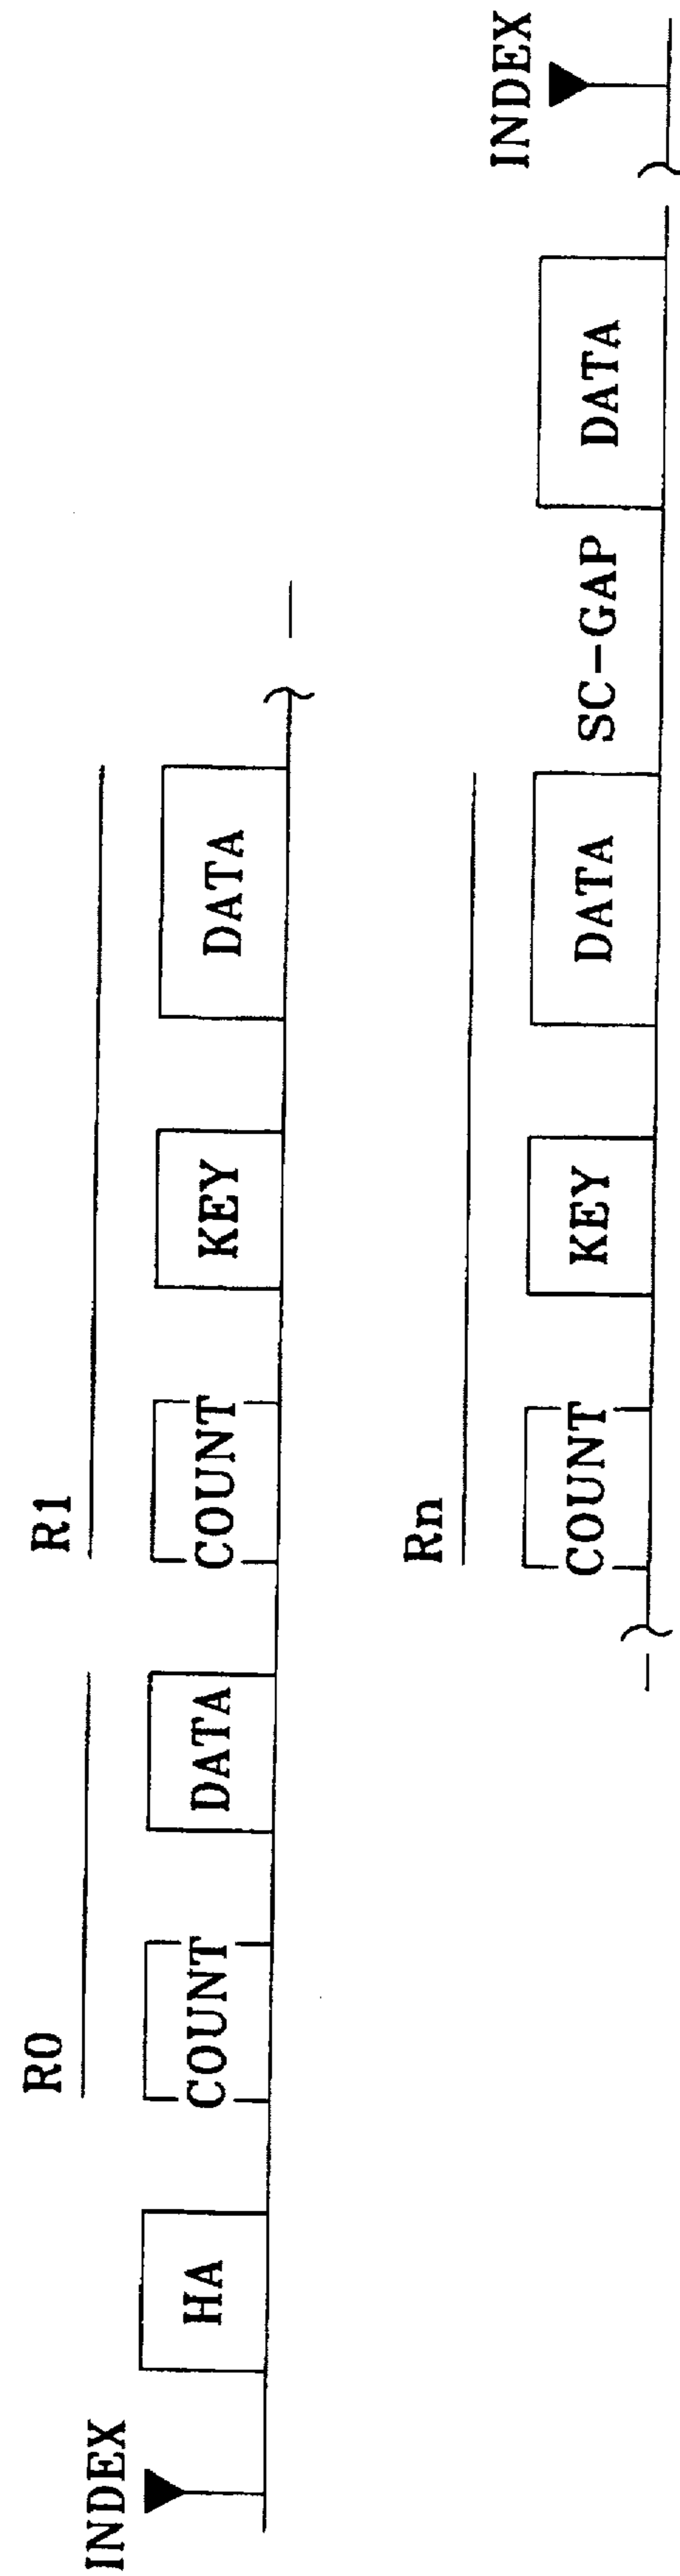 R0
R1
INDEX
HA
COUNT
DATA
COUNT
KEY
DATA
Rn
INDEX
COUNT
KEY
DATA
SC-GAP
DATA